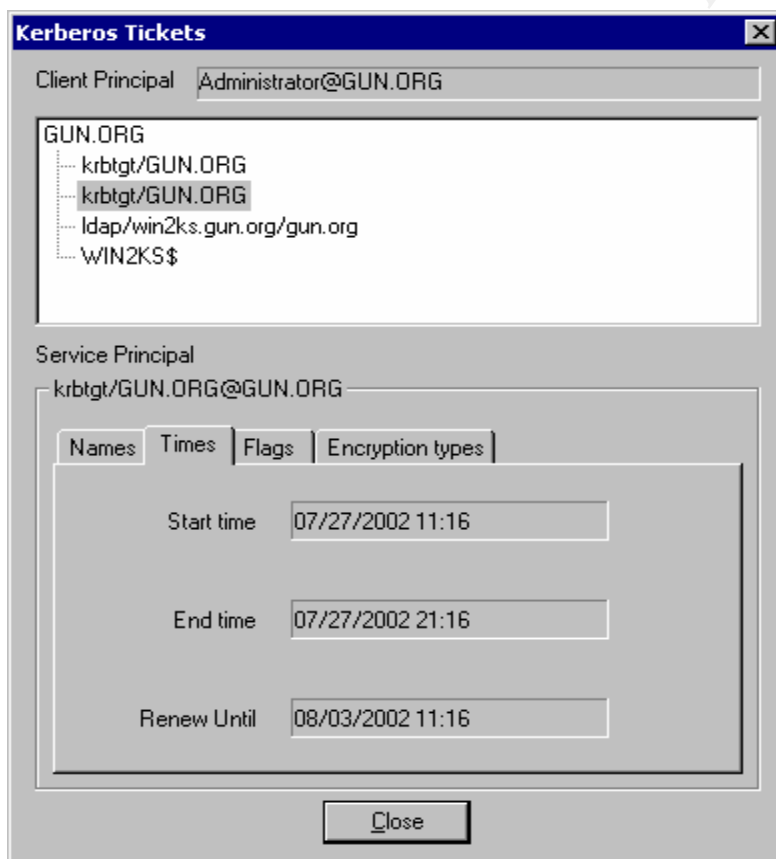 Kerberos Tickets
Client Principal Administrator@GUN.ORG
GUN.ORG
krbtgt/GUN.ORG
krbtgt/GUN.ORG
ldap/win2ks.gun.org/gun.org
WIN2KS$
Service Principal
krbtgt/GUN.ORG@GUN.ORG
Names Times Flags Encryption types
Start time 07/27/2002 11:16
End time 07/27/2002 21:16
Renew Until 08/03/2002 11:16
Close